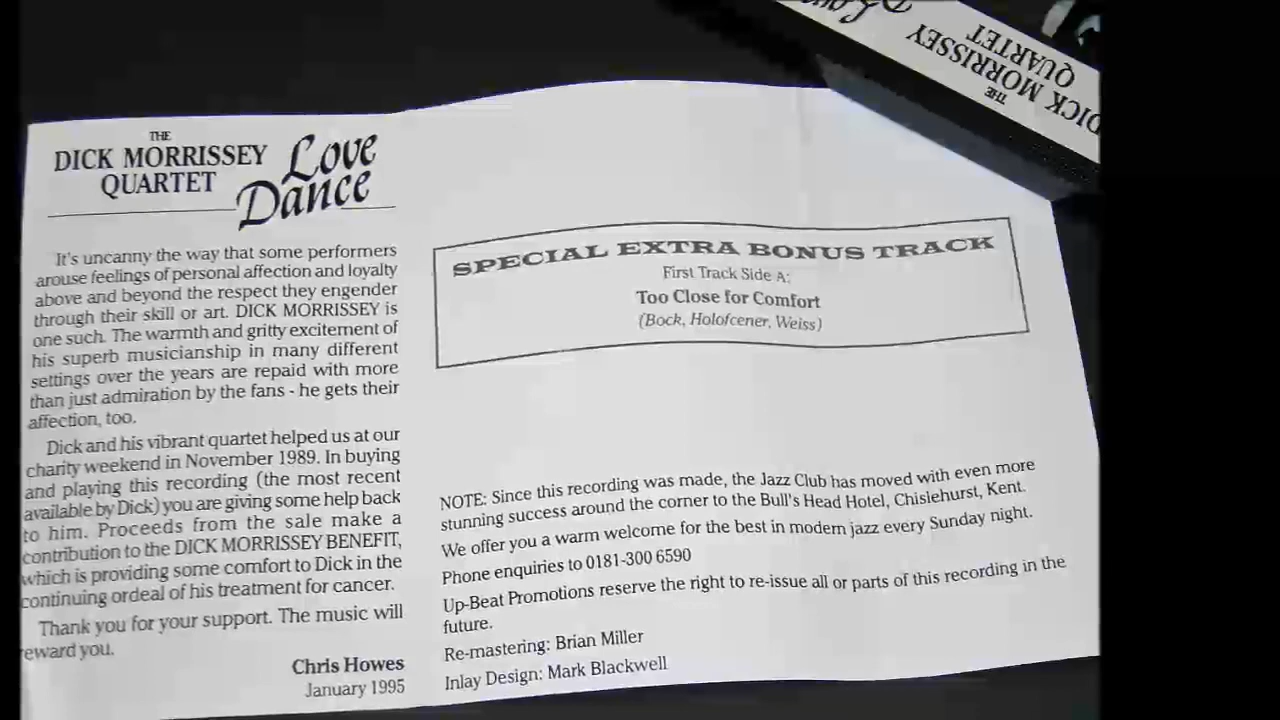 THE
DICK MORRISSEY
QUARTET
Love
Dance
It's uncanny the way that some performers
arouse feelings of personal affection and loyalty
above and beyond the respect they engender
through their skill or art. DICK MORRISSEY is
one such. The warmth and gritty excitement of
his superb musicianship in many different
settings over the years are repaid with more
than just admiration by the fans - he gets their
affection, too.
Dick and his vibrant quartet helped us at our
charity weekend in November 1989. In buying
and playing this recording (the most recent
available by Dick) you are giving some help back
to him. Proceeds from the sale make a
contribution to the DICK MORRISSEY BENEFIT,
which is providing some comfort to Dick in the
continuing ordeal of his treatment for cancer.
Thank you for your support. The music will
eward you.
Chris Howes
January 1995
SPECIAL EXTRA BONUS TRACK
First Track Side A:
Too Close for Comfort
(Bock, Holofcener, Weiss)
NOTE: Since this recording was made, the Jazz Club has moved with even more
stunning success around the corner to the Bull's Head Hotel, Chislehurst, Kent.
We offer you a warm welcome for the best in modern jazz every Sunday night.
Phone enquiries to 0181-300 6590
Up-Beat Promotions reserve the right to re-issue all or parts of this recording in the
future.
Re-mastering: Brian Miller
Inlay Design: Mark Blackwell
THE
DICK MORRISSEY
QUARTET